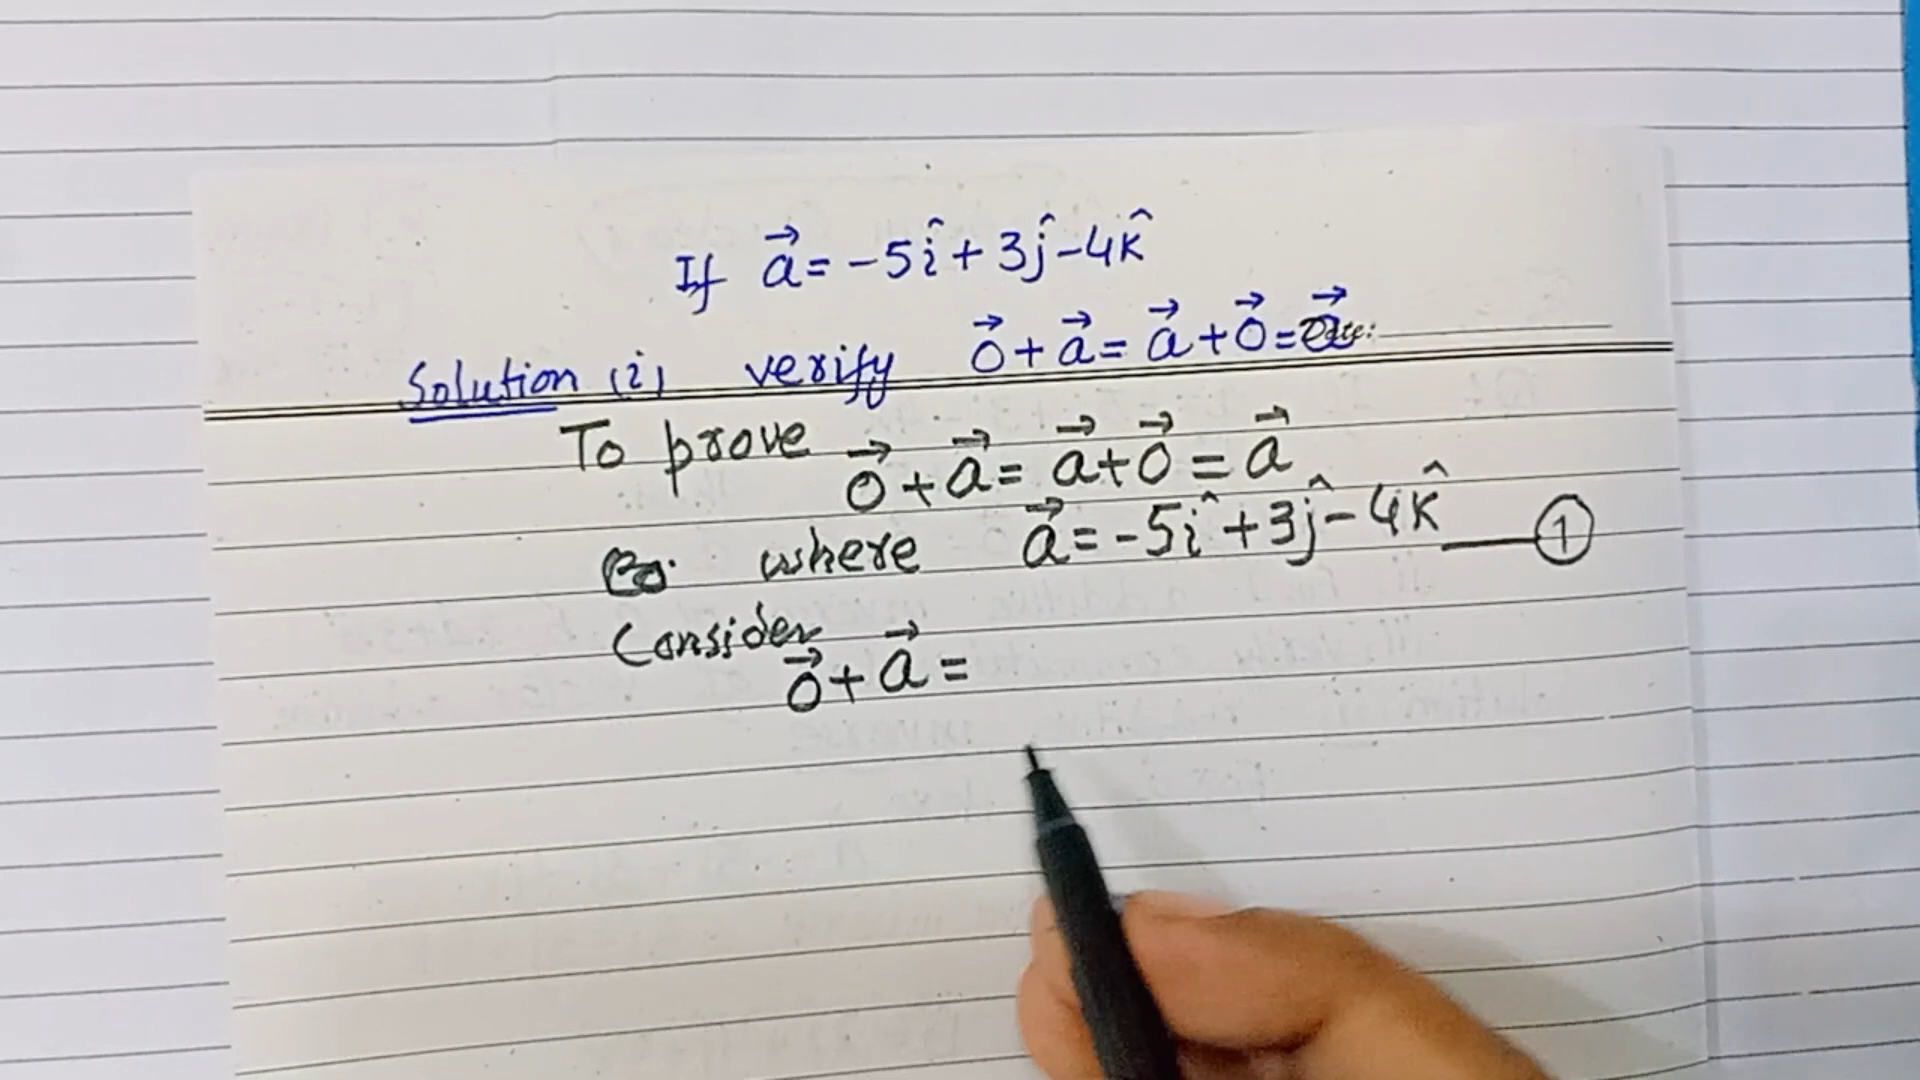 If a⃗ = -5î + 3ĵ - 4k̂
Solution (i) verify 0⃗ + a⃗ = a⃗ + 0⃗ = a⃗
Date:
To prove 0⃗ + a⃗ = a⃗ + 0⃗ = a⃗
where a⃗ = -5î + 3ĵ - 4k̂ — ①
Consider
0⃗ + a⃗ =